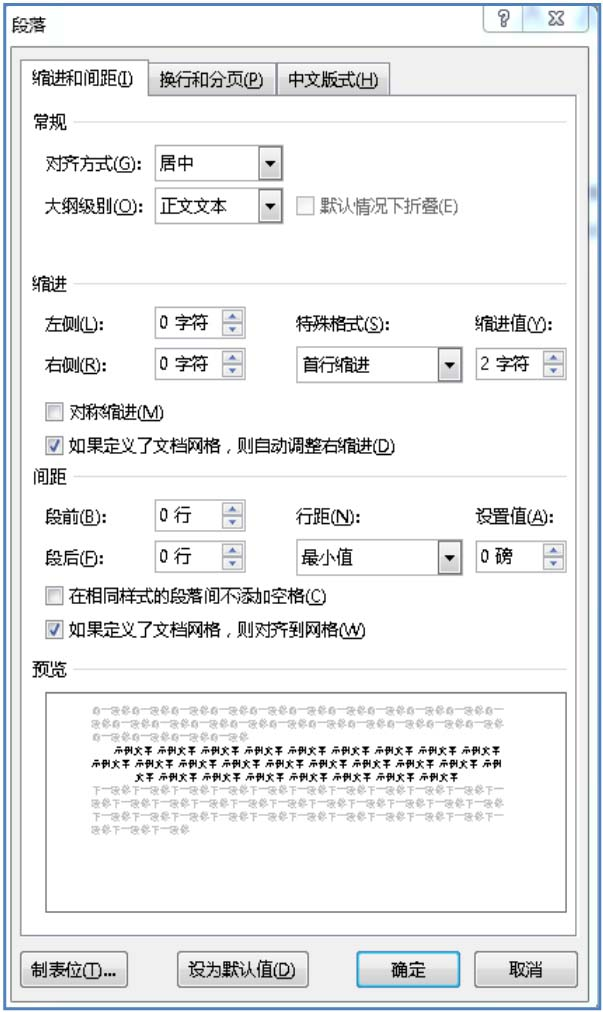 段落
缩进和间距(I) 换行和分页(P) 中文版式(H)
常规
对齐方式(G): 居中
大纲级别(O): 正文文本 默认情况下折叠(E)
缩进
左侧(L): 0 字符 特殊格式(S): 缩进值(Y):
右侧(R): 0 字符 首行缩进 2 字符
对称缩进(M)
如果定义了文档网格，则自动调整右缩进(D)
间距
段前(B): 0 行 行距(N): 设置值(A):
段后(F): 0 行 最小值 0 磅
在相同样式的段落间不添加空格(C)
如果定义了文档网格，则对齐到网格(W)
预览
示例文字 示例文字 示例文字 示例文字 示例文字 示例文字 示例文字 示例文字 示例文字
制表位(T)... 设为默认值(D) 确定 取消